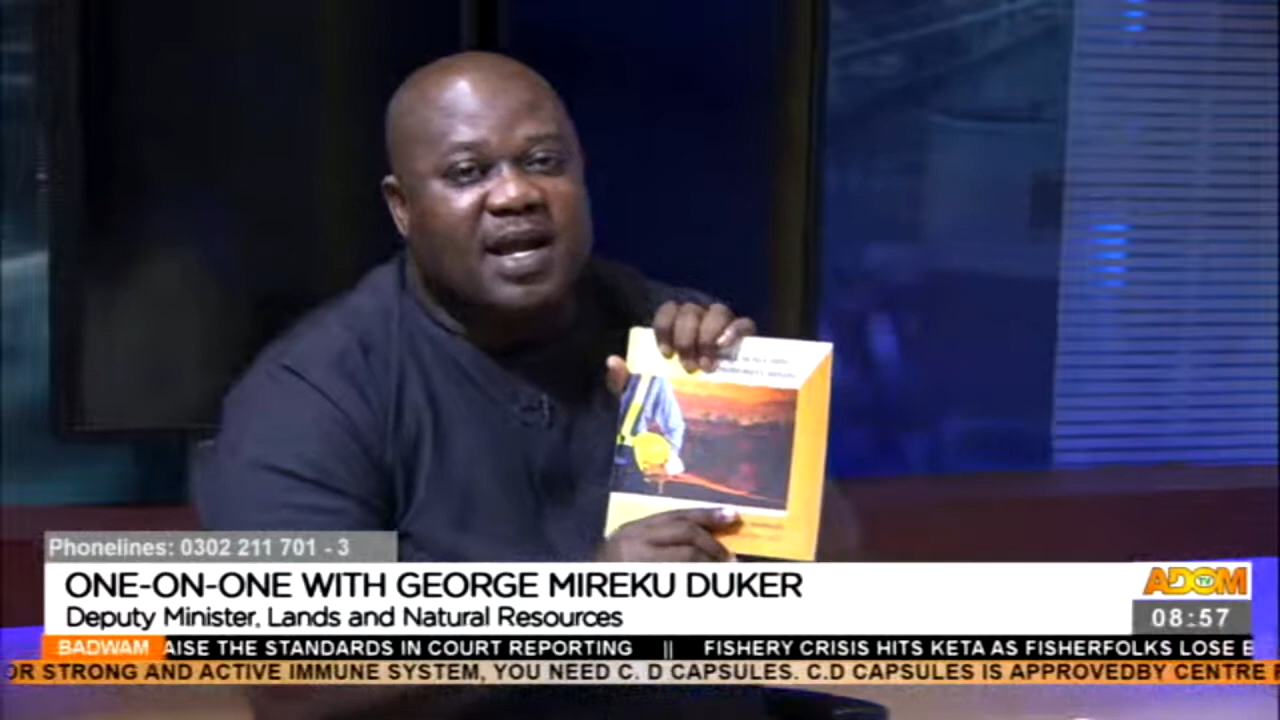 Phonelines: 0302 211 701 - 3
ONE-ON-ONE WITH GEORGE MIREKU DUKER
Deputy Minister, Lands and Natural Resources
ADOM TV
08:57
BADWAM AISE THE STANDARDS IN COURT REPORTING || FISHERY CRISIS HITS KETA AS FISHERFOLKS LOSE
OR STRONG AND ACTIVE IMMUNE SYSTEM, YOU NEED C. D CAPSULES. C.D CAPSULES IS APPROVEDBY CENTRE